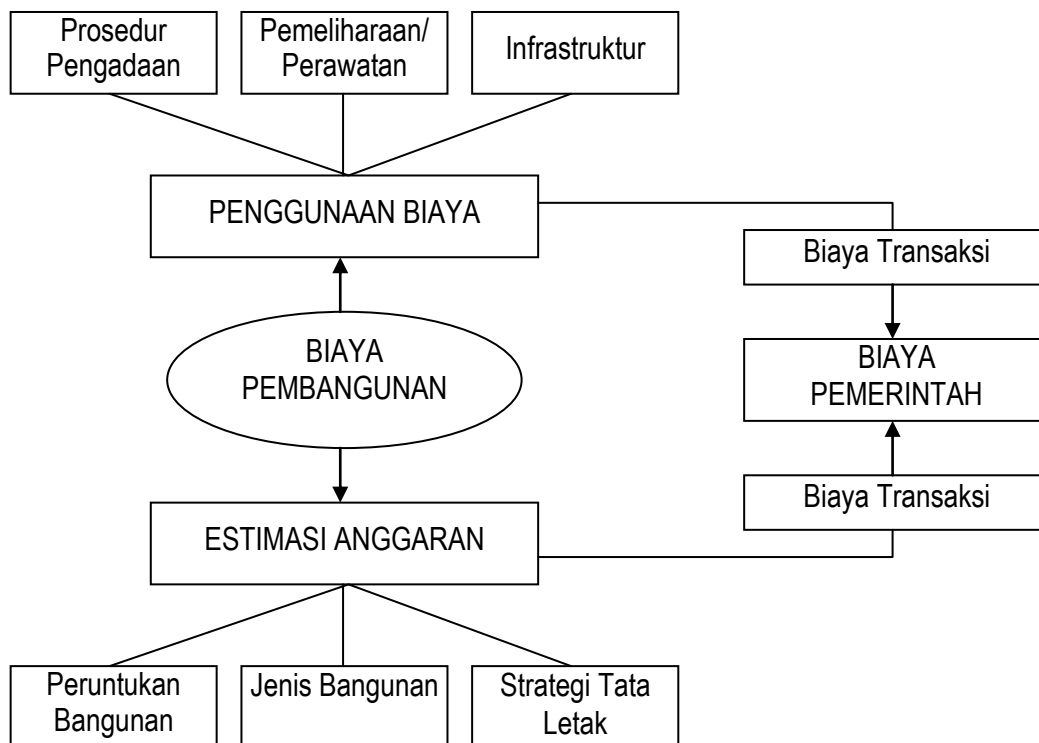 Prosedur
Pengadaan
Pemeliharaan/
Perawatan
Infrastruktur
PENGGUNAAN BIAYA
Biaya Transaksi
BIAYA
PEMBANGUNAN
BIAYA
PEMERINTAH
Biaya Transaksi
ESTIMASI ANGGARAN
Peruntukan
Bangunan
Jenis Bangunan
Strategi Tata
Letak